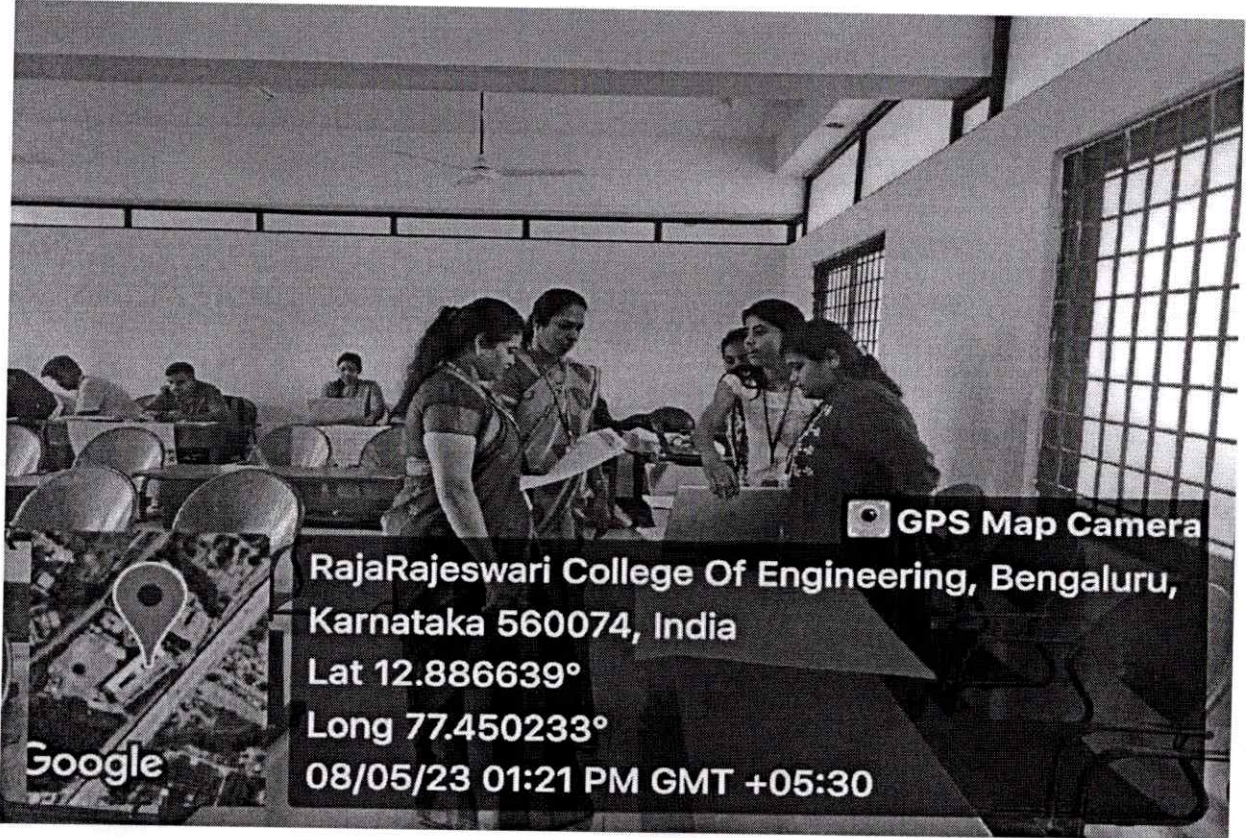 GPS Map Camera
RajaRajeswari College Of Engineering, Bengaluru,
Karnataka 560074, India
Lat 12.886639°
Long 77.450233°
08/05/23 01:21 PM GMT +05:30
Google